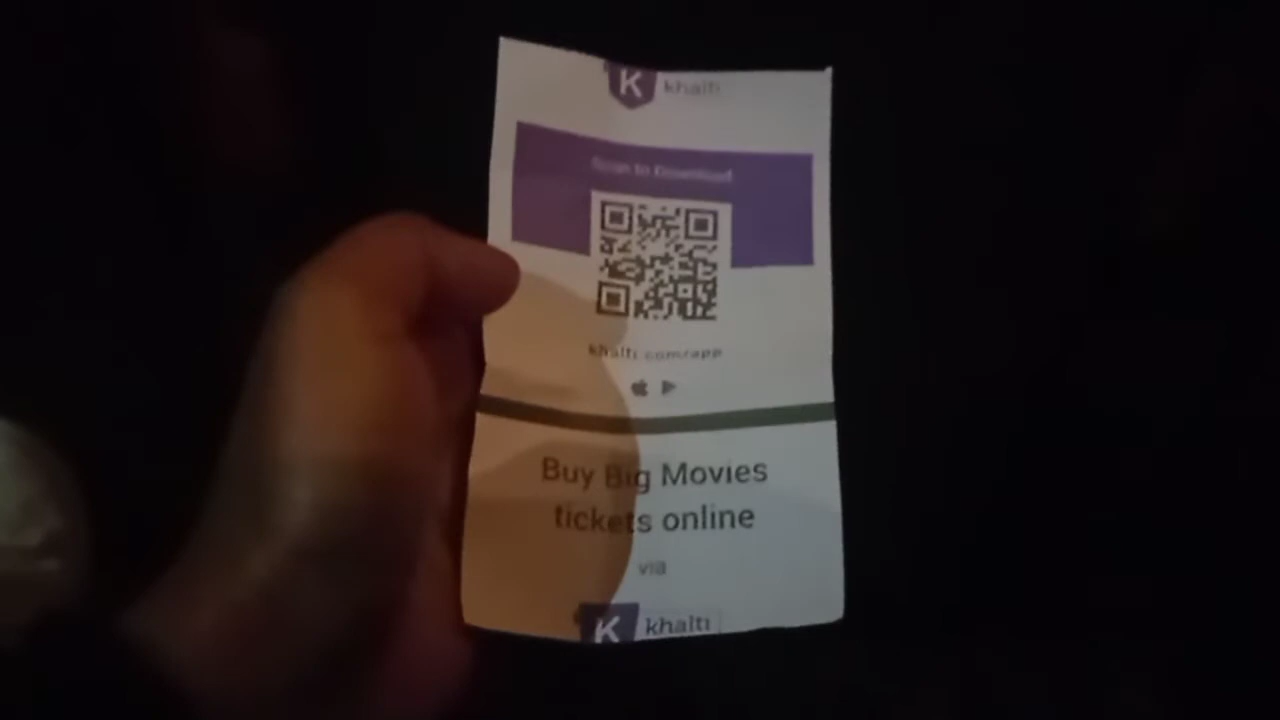 K khalti
Scan to Download
khalti.com/app
Buy Big Movies
tickets online
via
K khalti